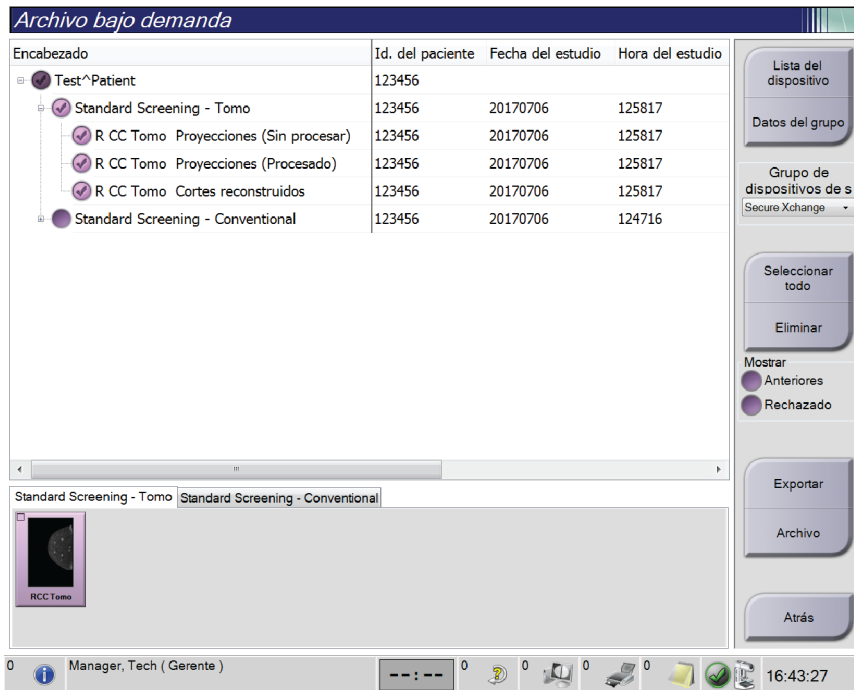 Archivo bajo demanda
Encabezado Id. del paciente Fecha del estudio Hora del estudio
Test^Patient 123456
Standard Screening - Tomo 123456 20170706 125817
R CC Tomo Proyecciones (Sin procesar) 123456 20170706 125817
R CC Tomo Proyecciones (Procesado) 123456 20170706 125817
R CC Tomo Cortes reconstruidos 123456 20170706 125817
Standard Screening - Conventional 123456 20170706 124716
Lista del
dispositivo
Datos del grupo
Grupo de
dispositivos de s
Secure Xchange
Seleccionar
todo
Eliminar
Mostrar
Anteriores
Rechazado
Exportar
Archivo
Atrás
Standard Screening - Tomo Standard Screening - Conventional
RCC Tomo
0 Manager, Tech ( Gerente ) --:-- 0 0 0 0 16:43:27